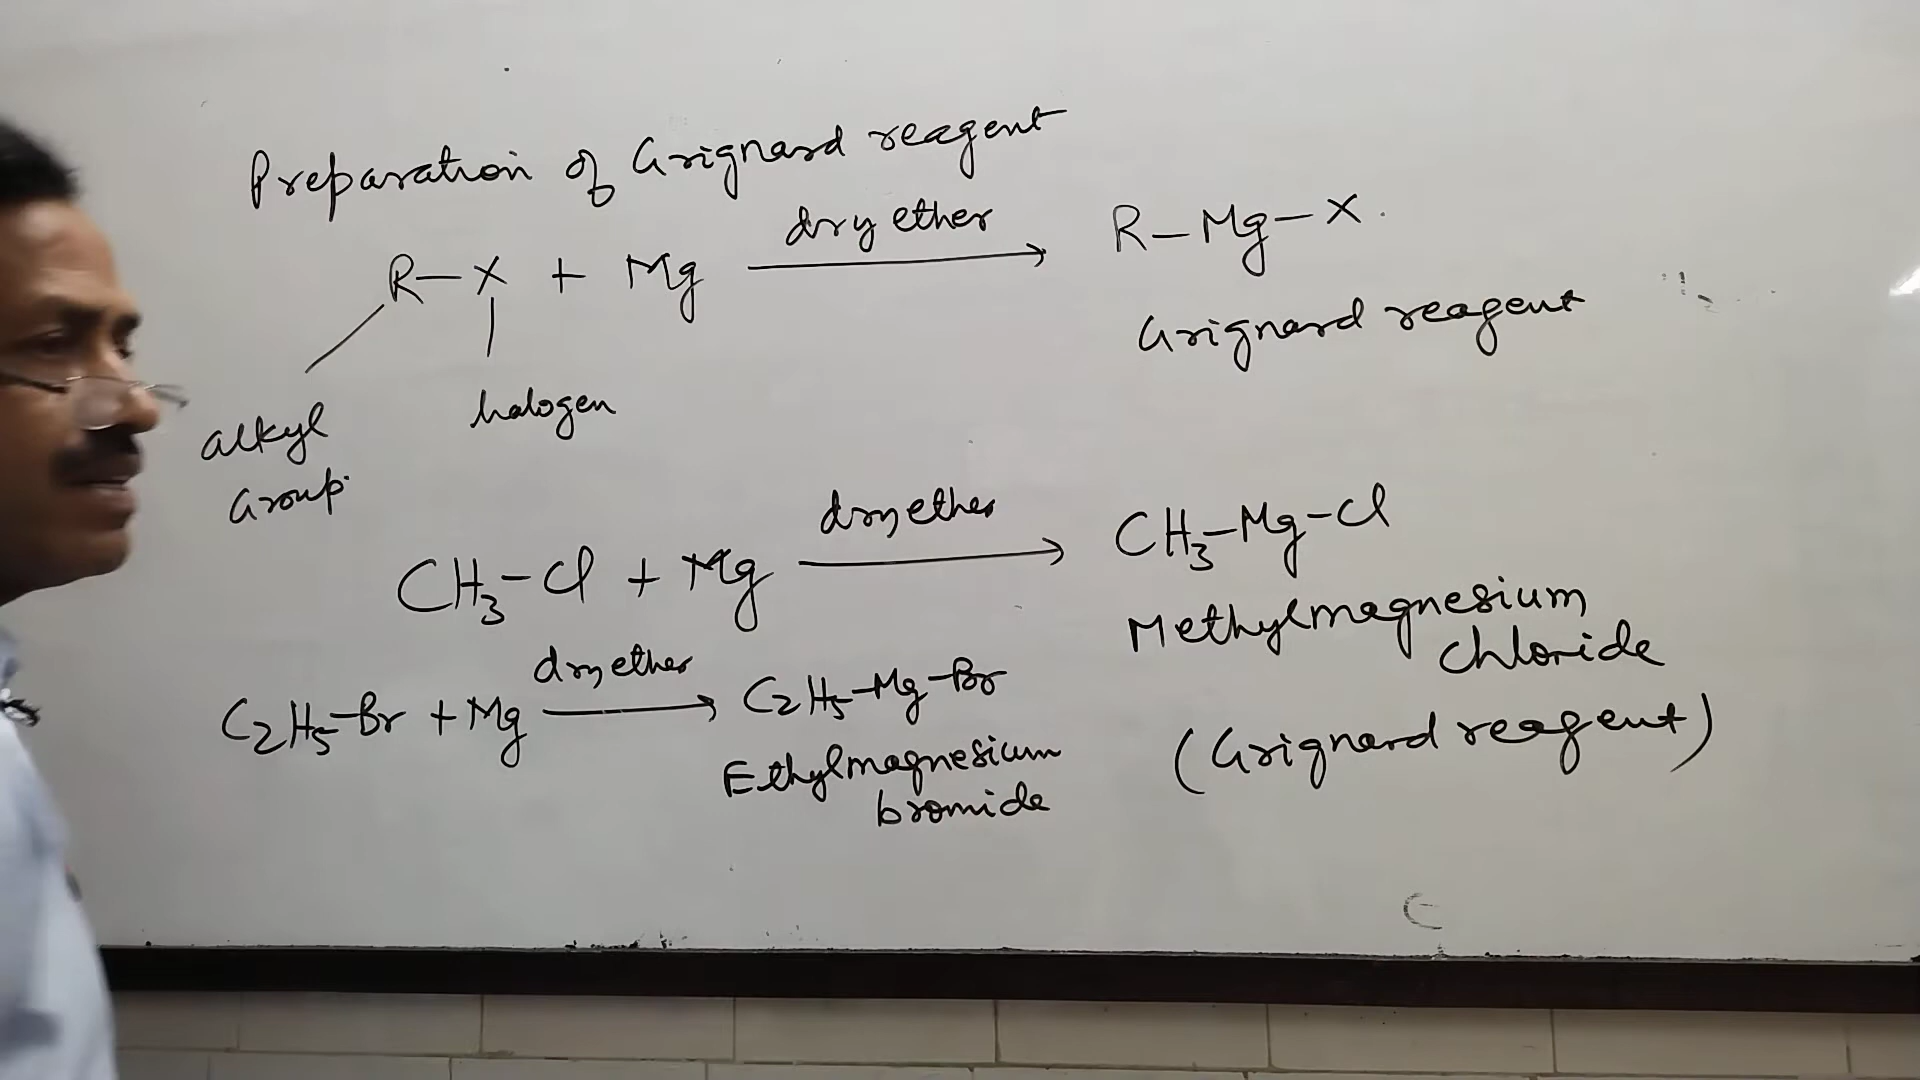 Preparation of Grignard reagent
R-X + Mg dry ether → R-Mg-X.
Grignard reagent
alkyl Group.
halogen
CH₃-Cl + Mg dry ether → CH₃-Mg-Cl
Methylmagnesium
chloride
(Grignard reagent)
C₂H₅-Br + Mg dry ether → C₂H₅-Mg-Br
Ethylmagnesium
bromide